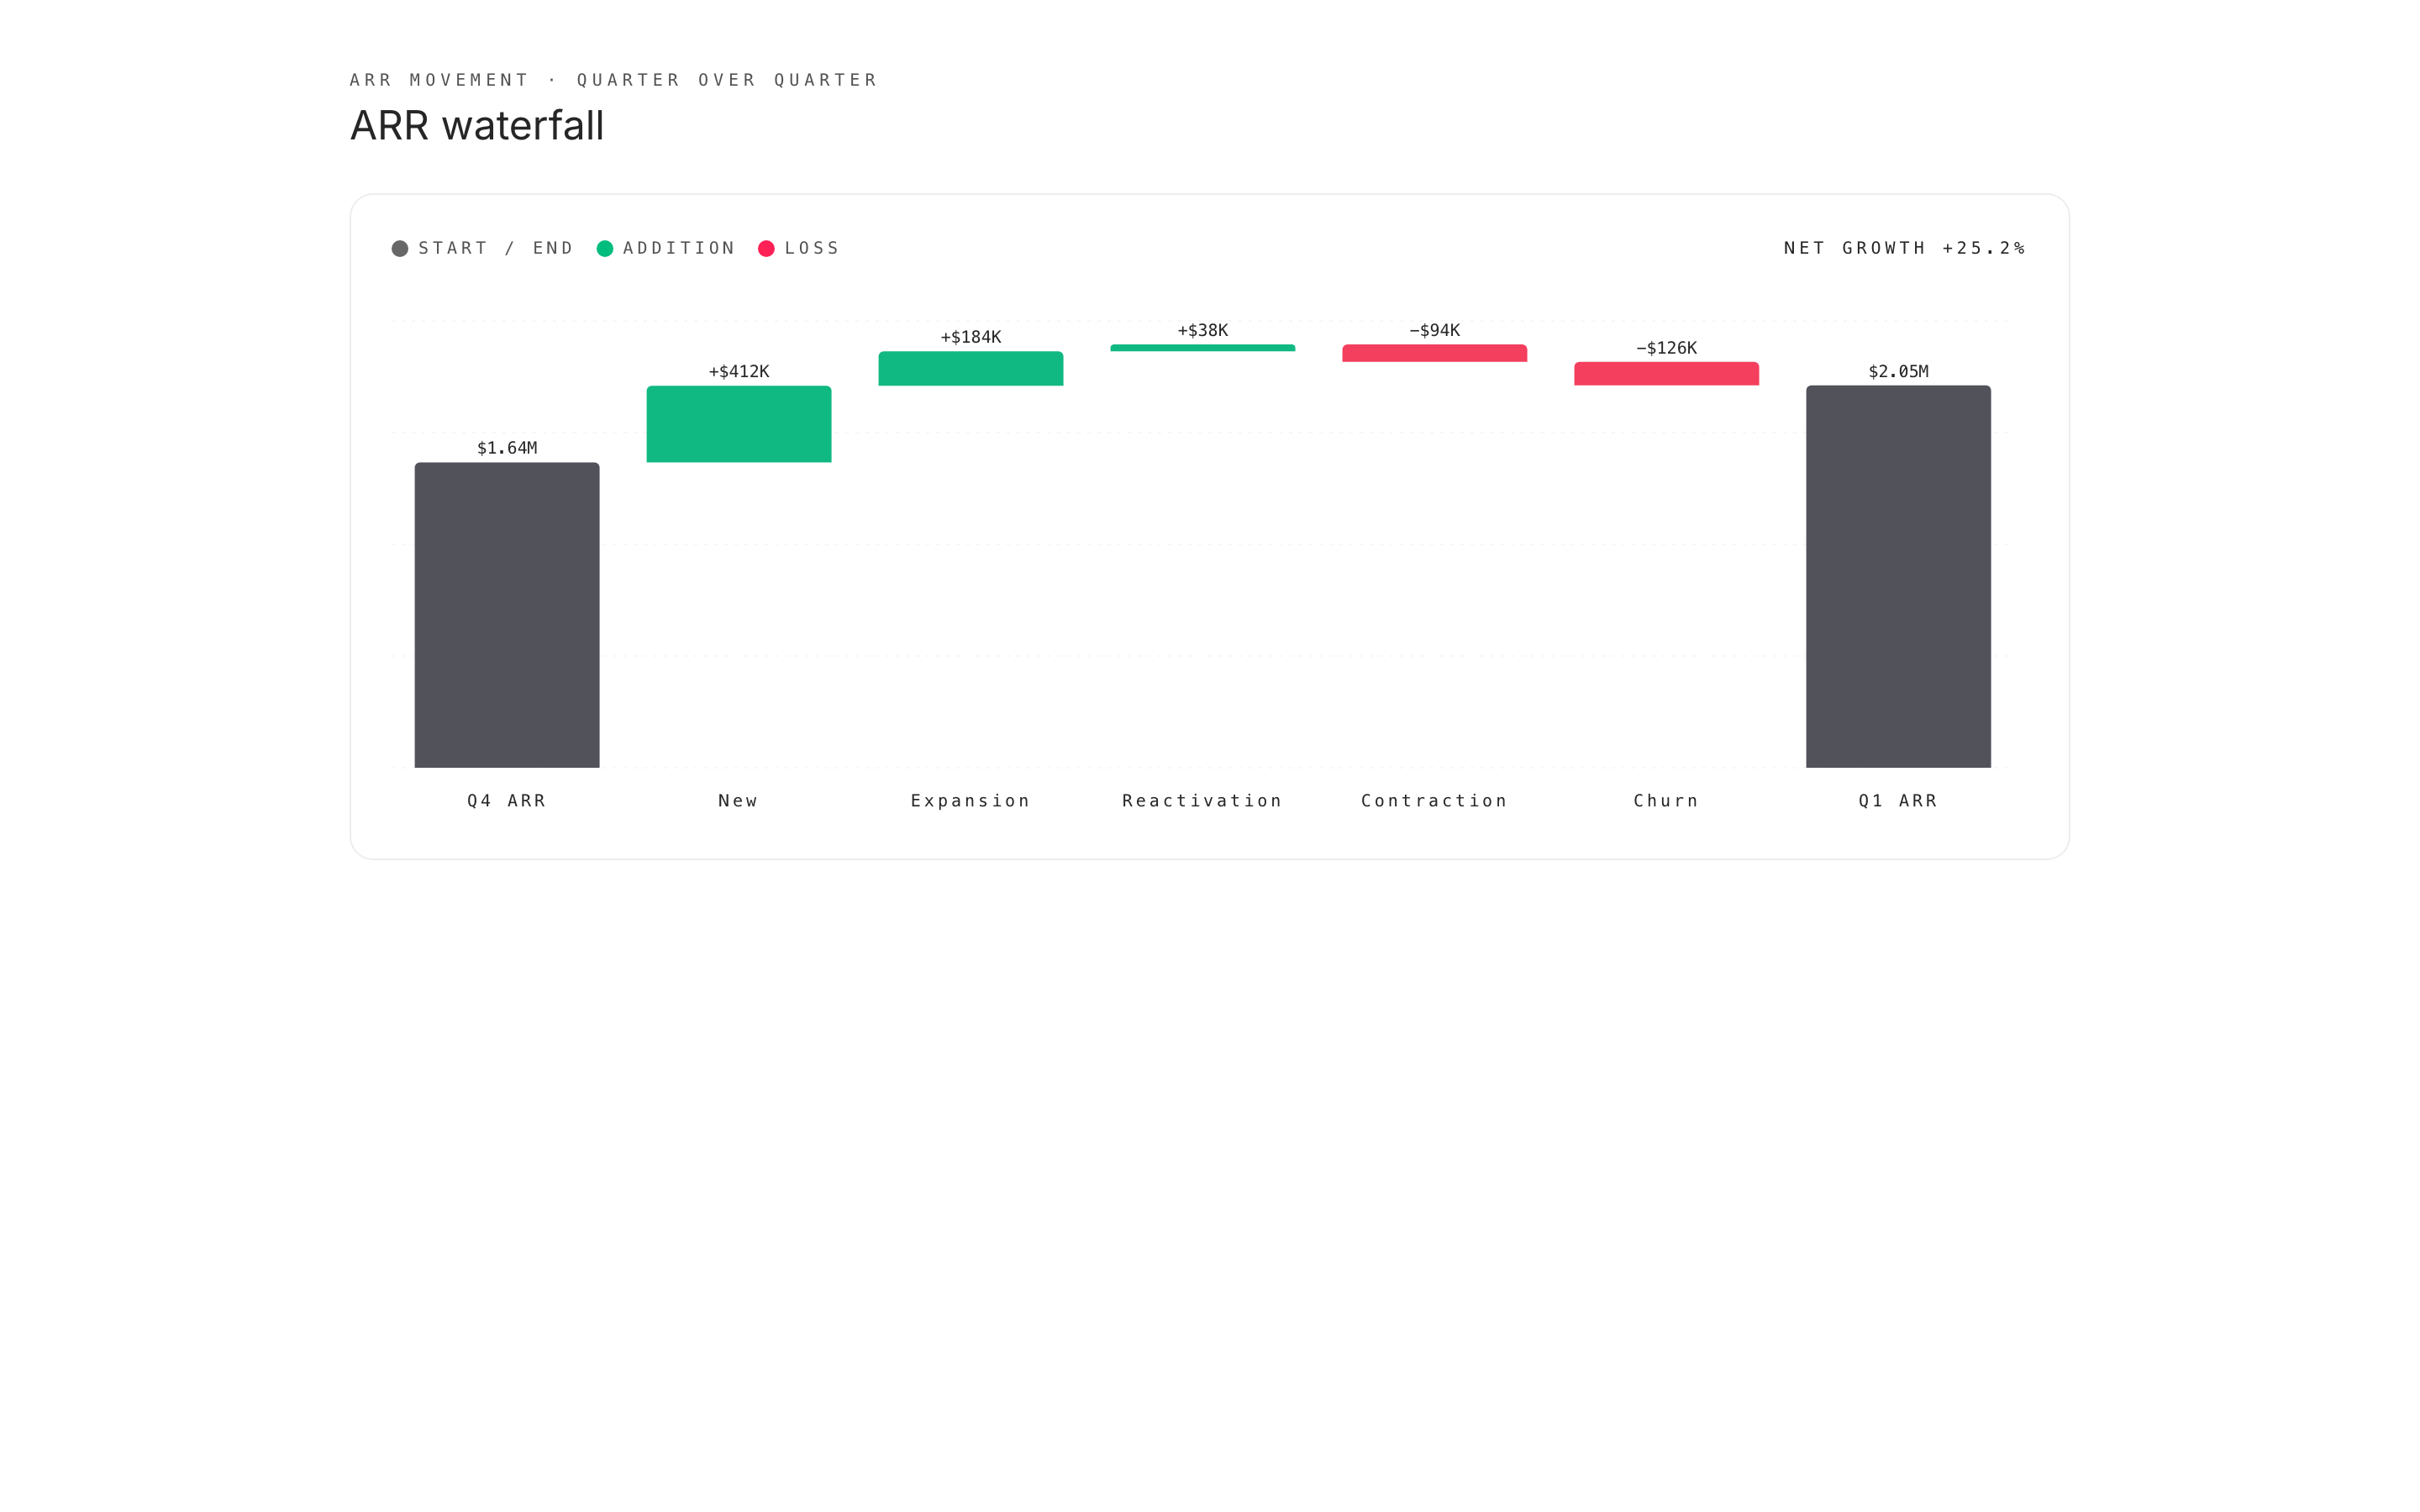 ARR MOVEMENT · QUARTER OVER QUARTER
ARR waterfall
START / END ADDITION LOSS NET GROWTH +25.2%
$1.64M
+$412K
+$184K
+$38K
−$94K
−$126K
$2.05M
Q4 ARR New Expansion Reactivation Contraction Churn Q1 ARR